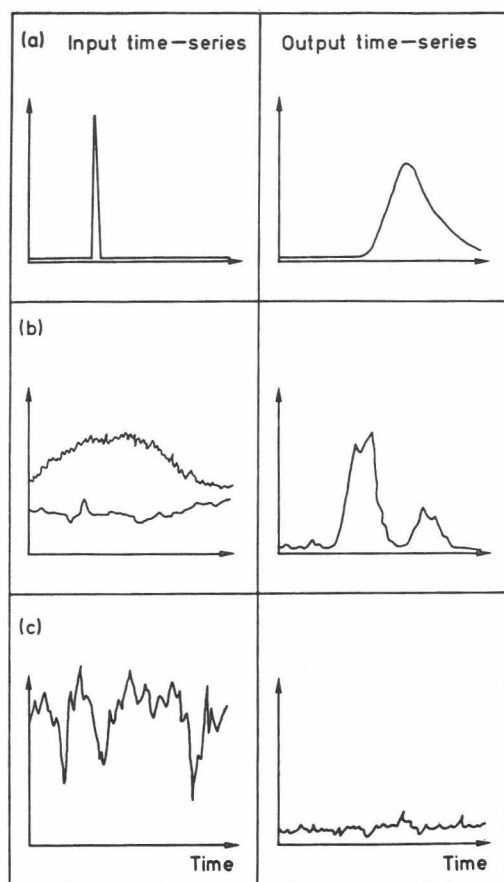 (a) Input time—series
Output time—series
(b)
(c)
Time
Time